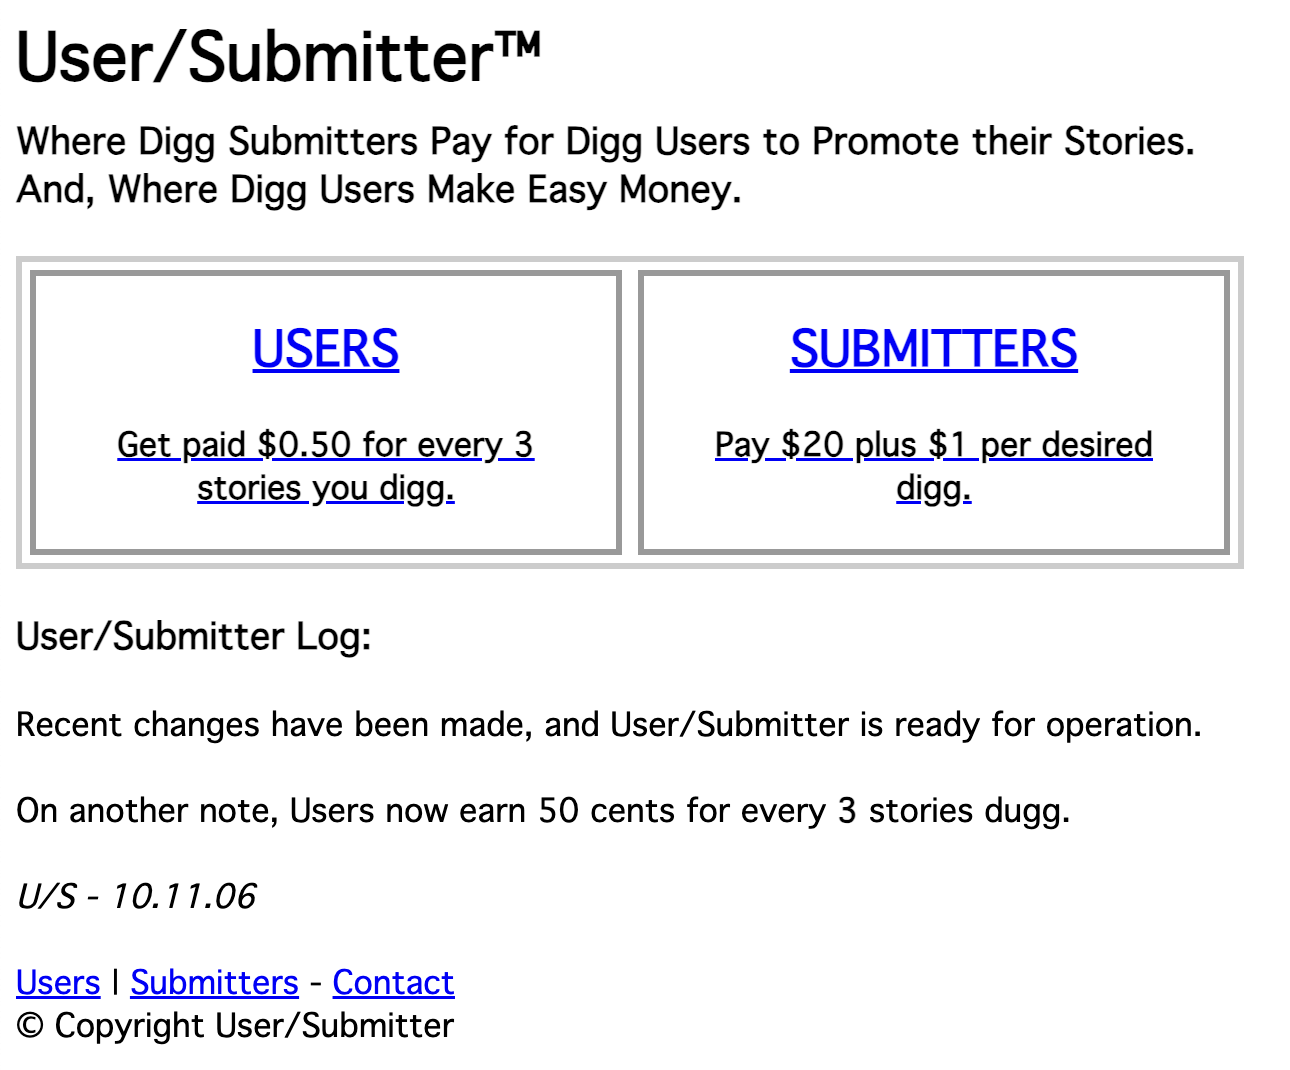 User/Submitter™
Where Digg Submitters Pay for Digg Users to Promote their Stories.
And, Where Digg Users Make Easy Money.
USERS
Get paid $0.50 for every 3
stories you digg.
SUBMITTERS
Pay $20 plus $1 per desired
digg.
User/Submitter Log:
Recent changes have been made, and User/Submitter is ready for operation.
On another note, Users now earn 50 cents for every 3 stories dugg.
U/S - 10.11.06
Users | Submitters - Contact
© Copyright User/Submitter